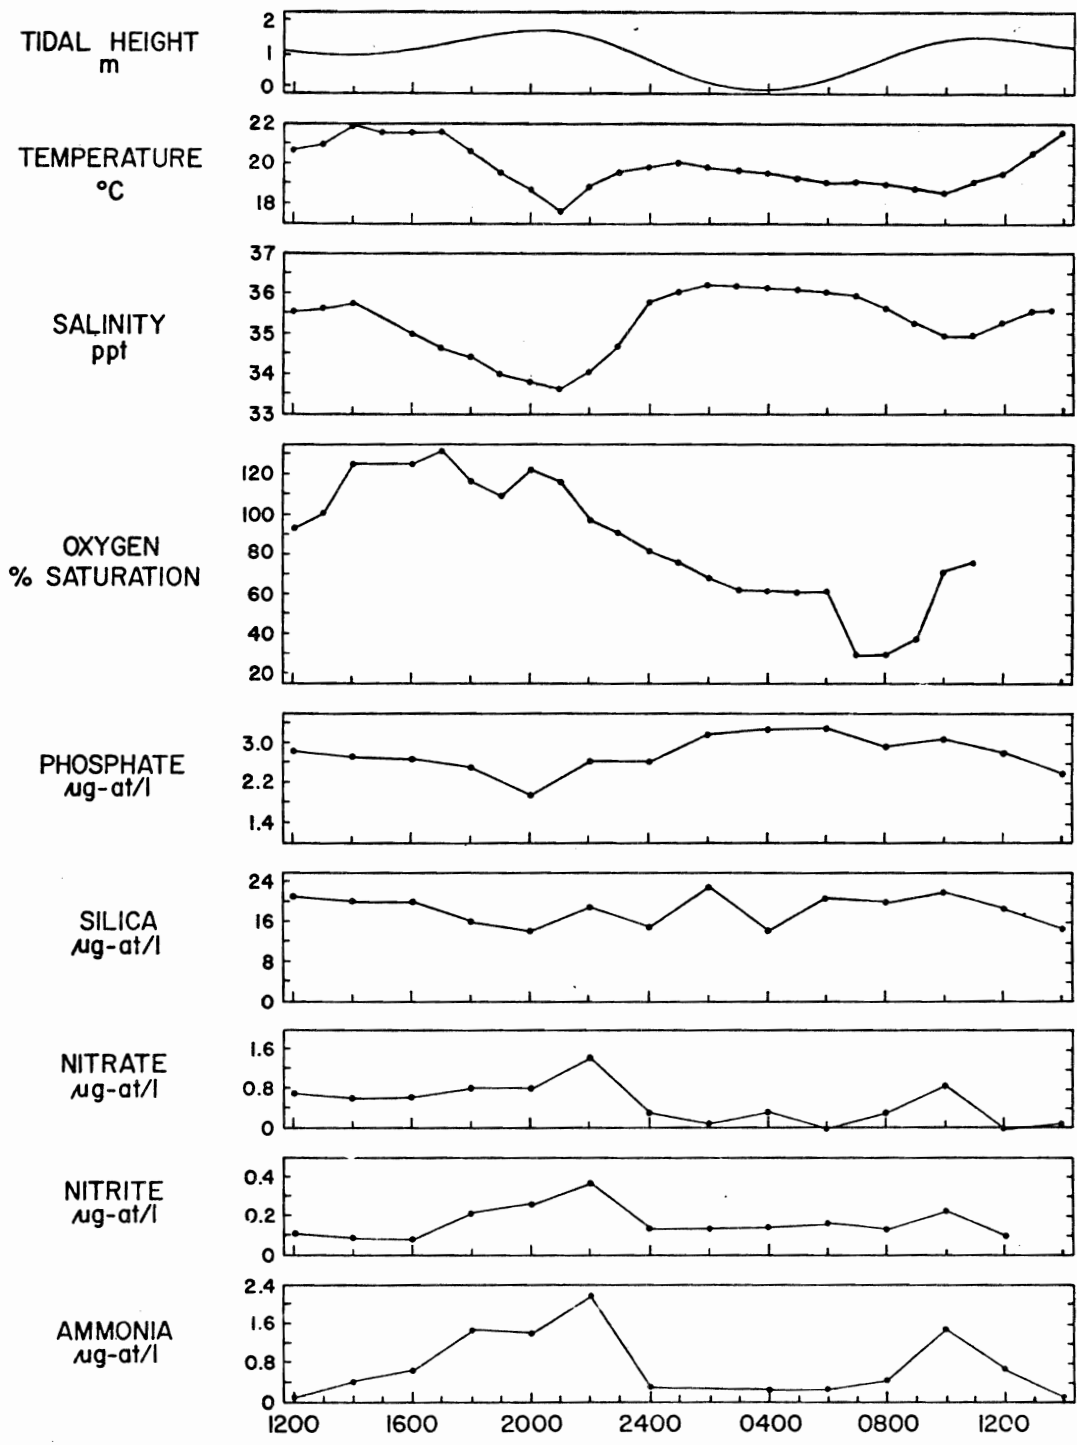 TIDAL HEIGHT
m
2
1
0
TEMPERATURE
°C
22
20
18
SALINITY
ppt
37
36
35
34
33
OXYGEN
% SATURATION
120
100
80
60
40
20
PHOSPHATE
µg-at/l
3.0
2.2
1.4
SILICA
µg-at/l
24
16
8
0
NITRATE
µg-at/l
1.6
0.8
0
NITRITE
µg-at/l
0.4
0.2
0
AMMONIA
µg-at/l
2.4
1.6
0.8
0
1200 1600 2000 2400 0400 0800 1200